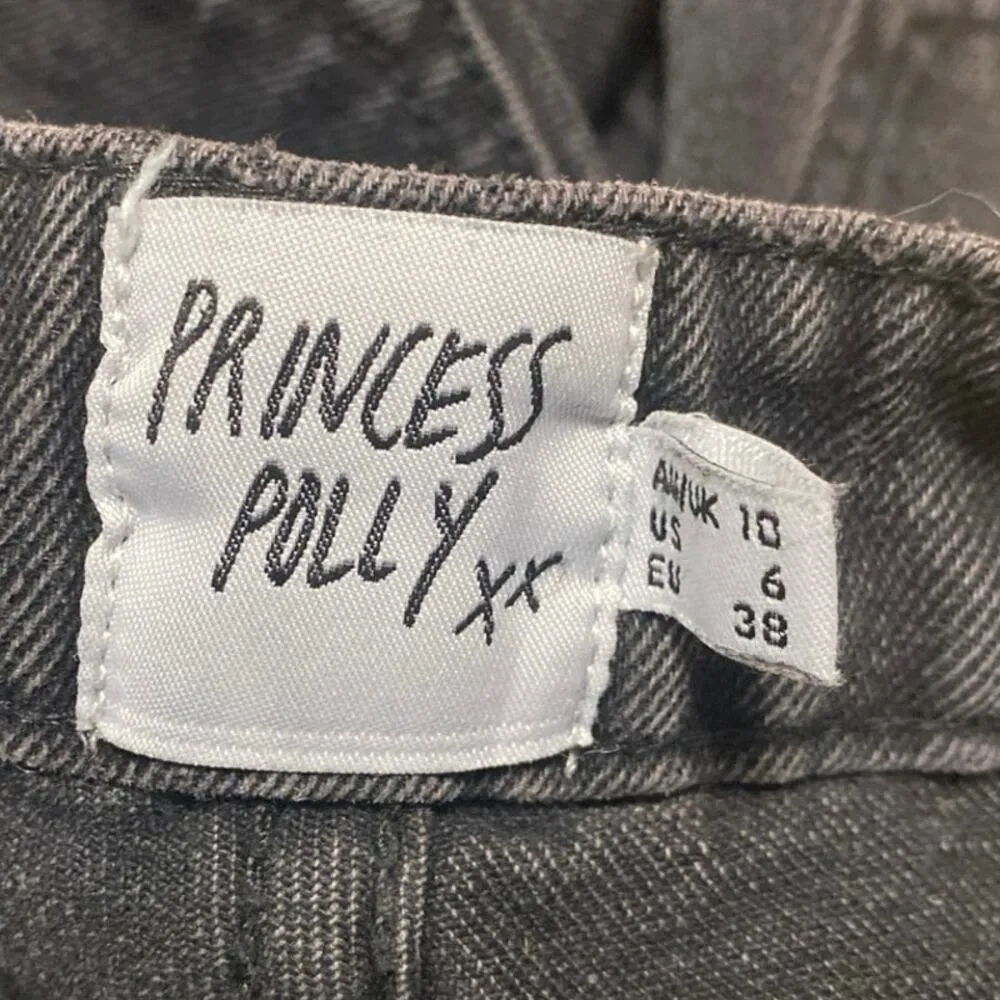 PRINCESS
POLLY xx
AU/UK 10
US 6
EU 38